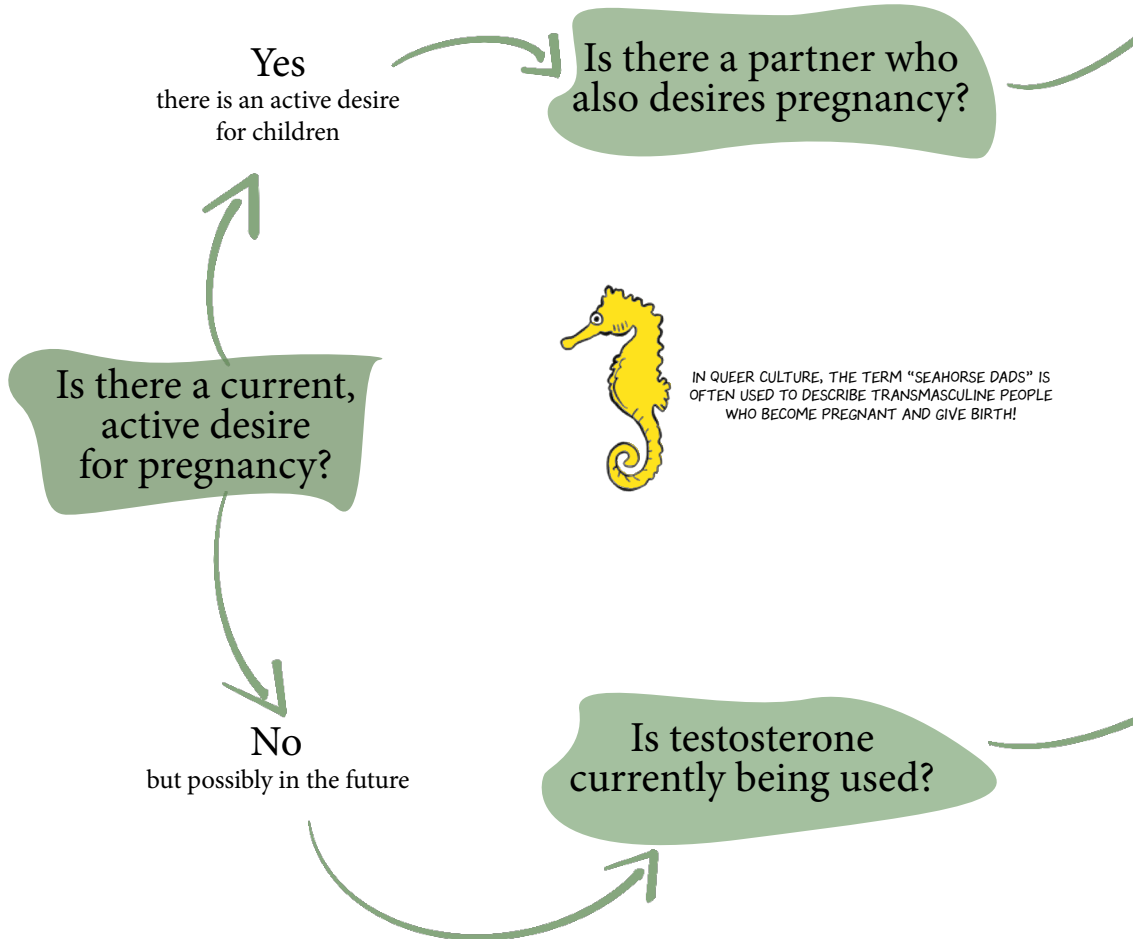 Yes
there is an active desire
for children
Is there a partner who
also desires pregnancy?
IN QUEER CULTURE, THE TERM “SEAHORSE DADS” IS
OFTEN USED TO DESCRIBE TRANSMASCULINE PEOPLE
WHO BECOME PREGNANT AND GIVE BIRTH!
Is there a current,
active desire
for pregnancy?
No
but possibly in the future
Is testosterone
currently being used?